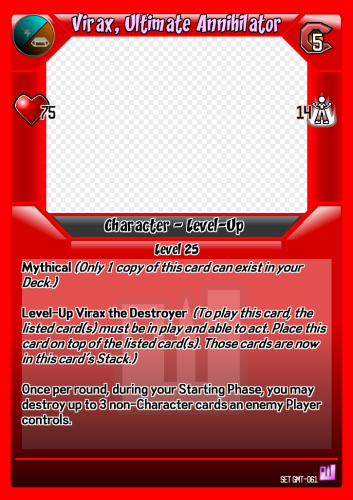 Virax, Ultimate Annihilator
C
5
75
14
Character - Level-Up
Level 25
Mythical (Only 1 copy of this card can exist in your
Deck.)
Level-Up Virax the Destroyer (To play this card, the
listed card(s) must be in play and able to act. Place this
card on top of the listed card(s). Those cards are now
in this card's Stack.)
Once per round, during your Starting Phase, you may
destroy up to 3 non-Character cards an enemy Player
controls.
SET GMT-061